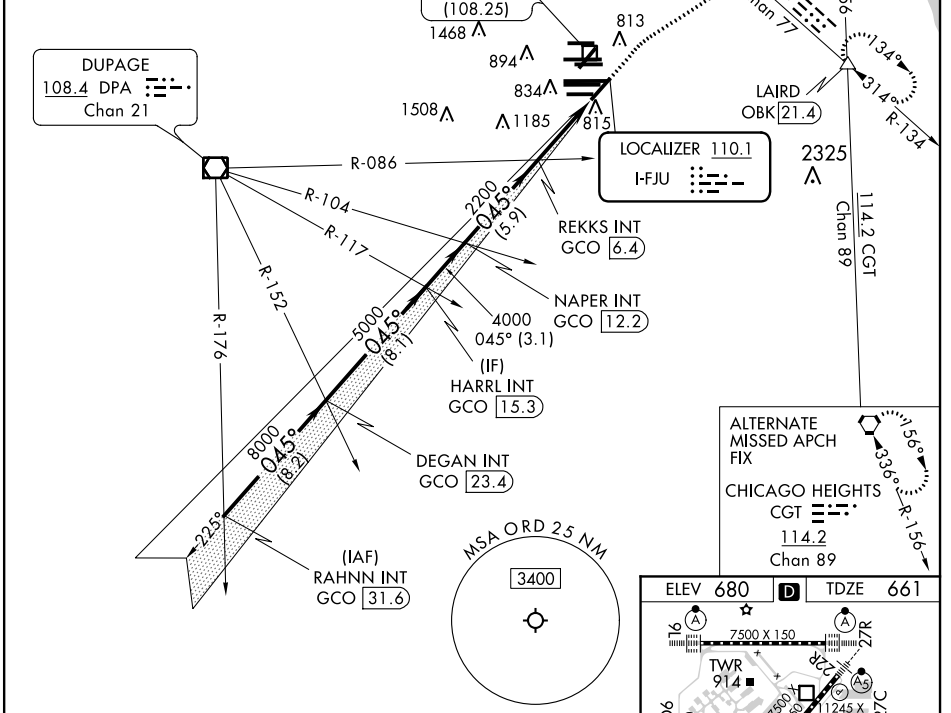 (108.25)
1468
813
894
834
815
1508
1185
Chan 77
DUPAGE
108.4 DPA
Chan 21
134°
314°
R-134
LAIRD
OBK 21.4
LOCALIZER 110.1
I-FJU
2325
114.2 CGT
Chan 89
R-086
R-104
R-117
R-152
R-176
2200
045°
(5.9)
REKKS INT
GCO 6.4
NAPER INT
GCO 12.2
4000
045° (3.1)
5000
045°
(8.1)
(IF)
HARRL INT
GCO 15.3
8000
045°
(8.2)
DEGAN INT
GCO 23.4
225°
(IAF)
RAHNN INT
GCO 31.6
MSA ORD 25 NM
3400
ALTERNATE
MISSED APCH
FIX
CHICAGO HEIGHTS
CGT
114.2
Chan 89
156°
336°
R-156
ELEV 680 D TDZE 661
A
A
9L
7500 X 150
27R
TWR
914
22R
A5
P
7500 X
11245 X
27C